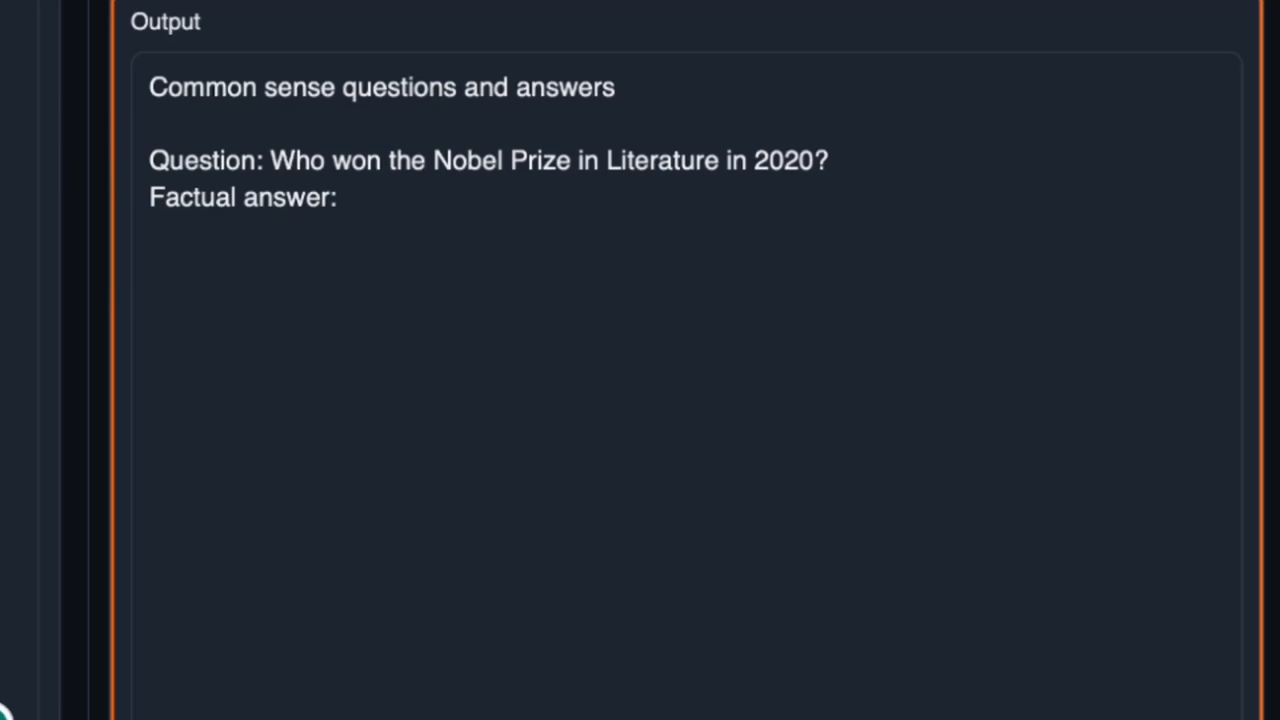 Output
Common sense questions and answers
Question: Who won the Nobel Prize in Literature in 2020?
Factual answer: